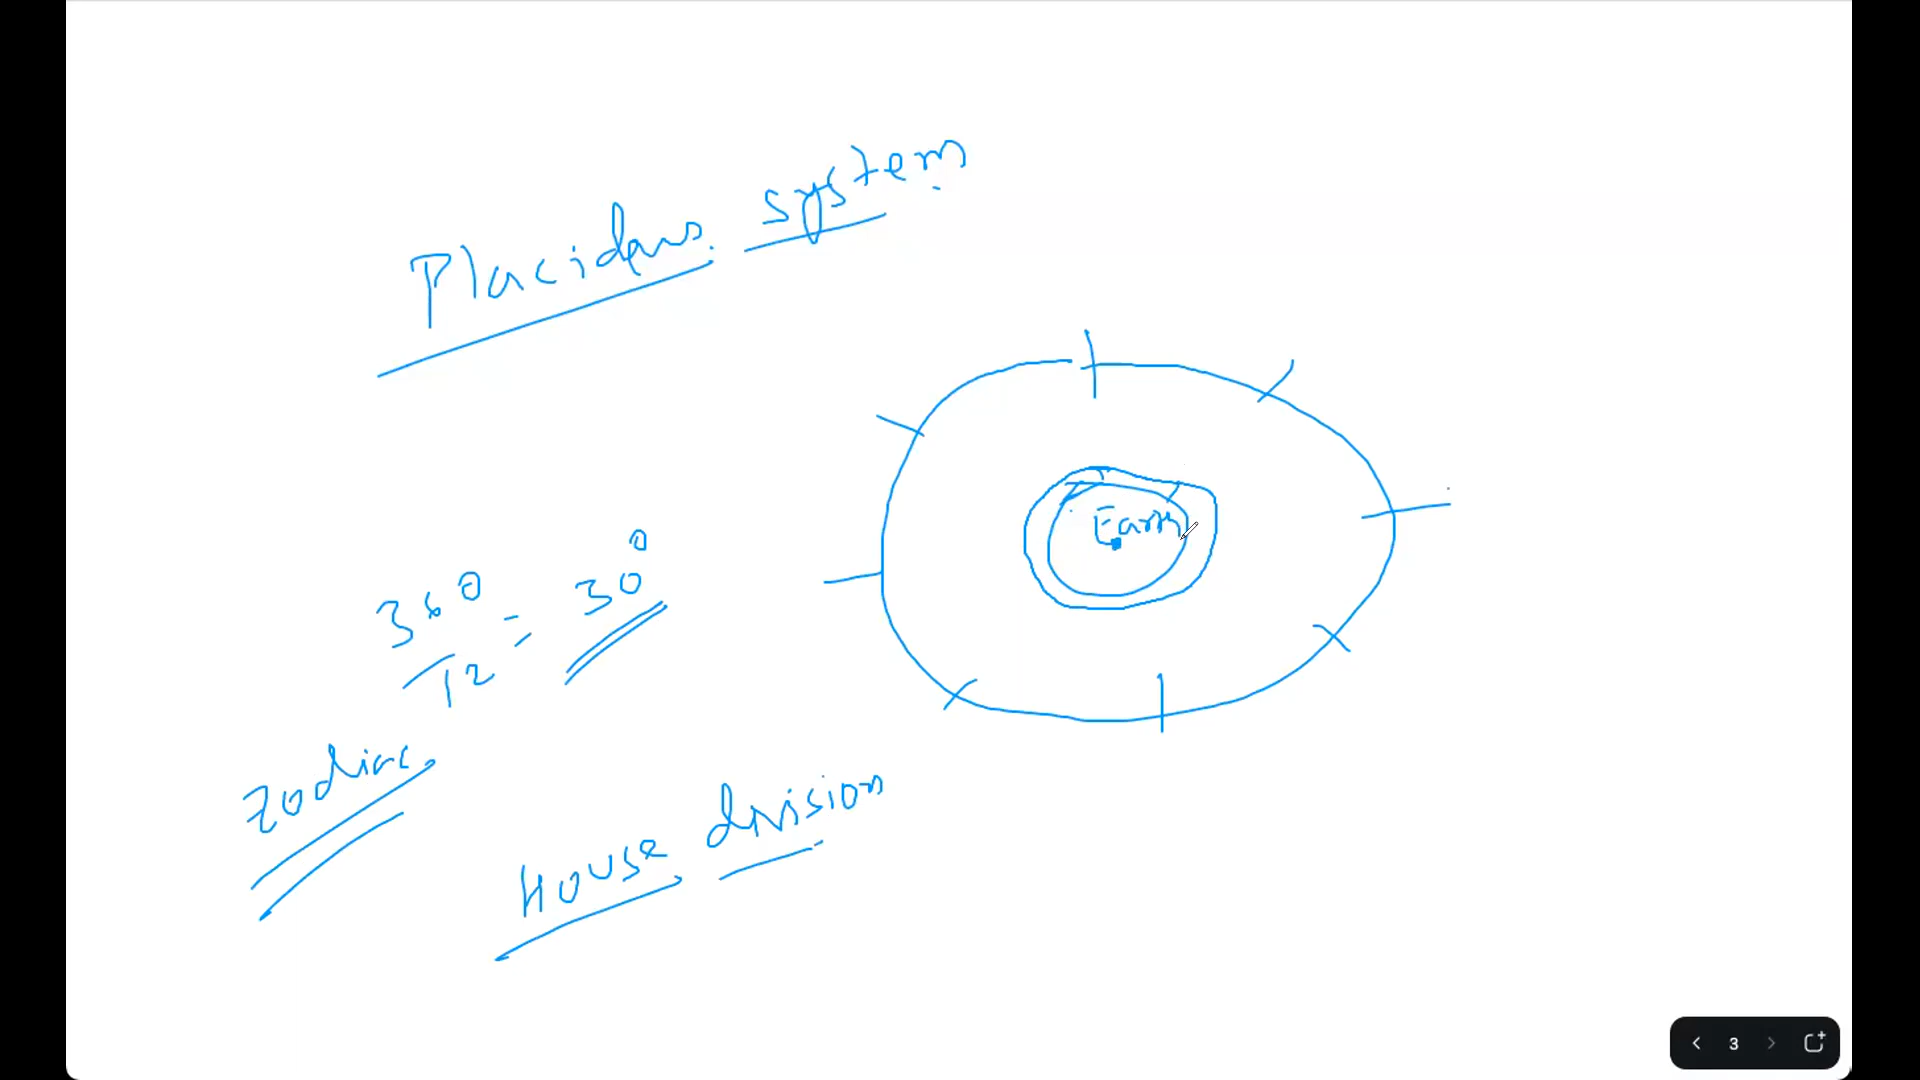 Placidus system
Earth
360
12
= 30°
Zodiac
House division
3